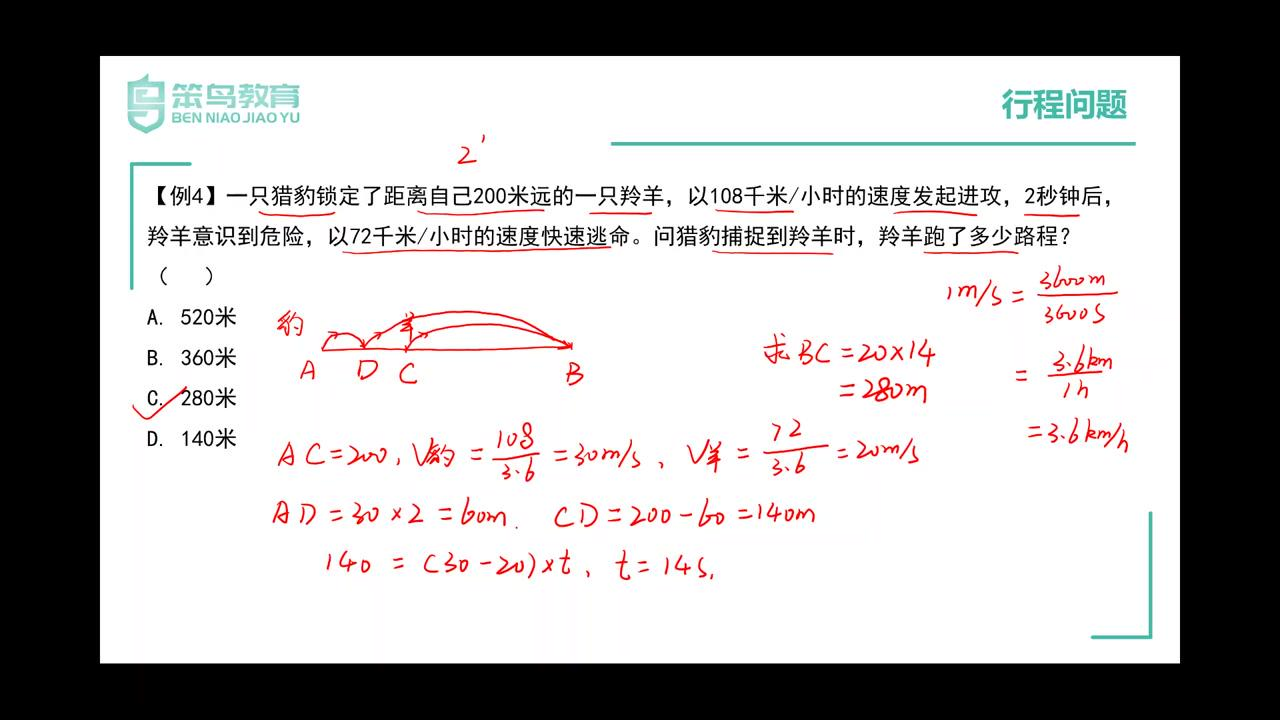 笨鸟教育
BEN NIAO JIAO YU
行程问题
2'
【例4】一只猎豹锁定了距离自己200米远的一只羚羊，以108千米/小时的速度发起进攻，2秒钟后，
羚羊意识到危险，以72千米/小时的速度快速逃命。问猎豹捕捉到羚羊时，羚羊跑了多少路程？
（ ）
A. 520米
B. 360米
C. 280米
D. 140米
豹 羊
A D C B
求BC=20×14
=280m
1m/s = 3600m/3600s
= 3.6km/1h
=3.6km/h
AC=200, V豹 = 108/3.6 =30m/s, V羊 = 72/3.6 =20m/s
AD=30×2=60m. CD=200-60=140m
140 = (30-20)×t, t=14s.